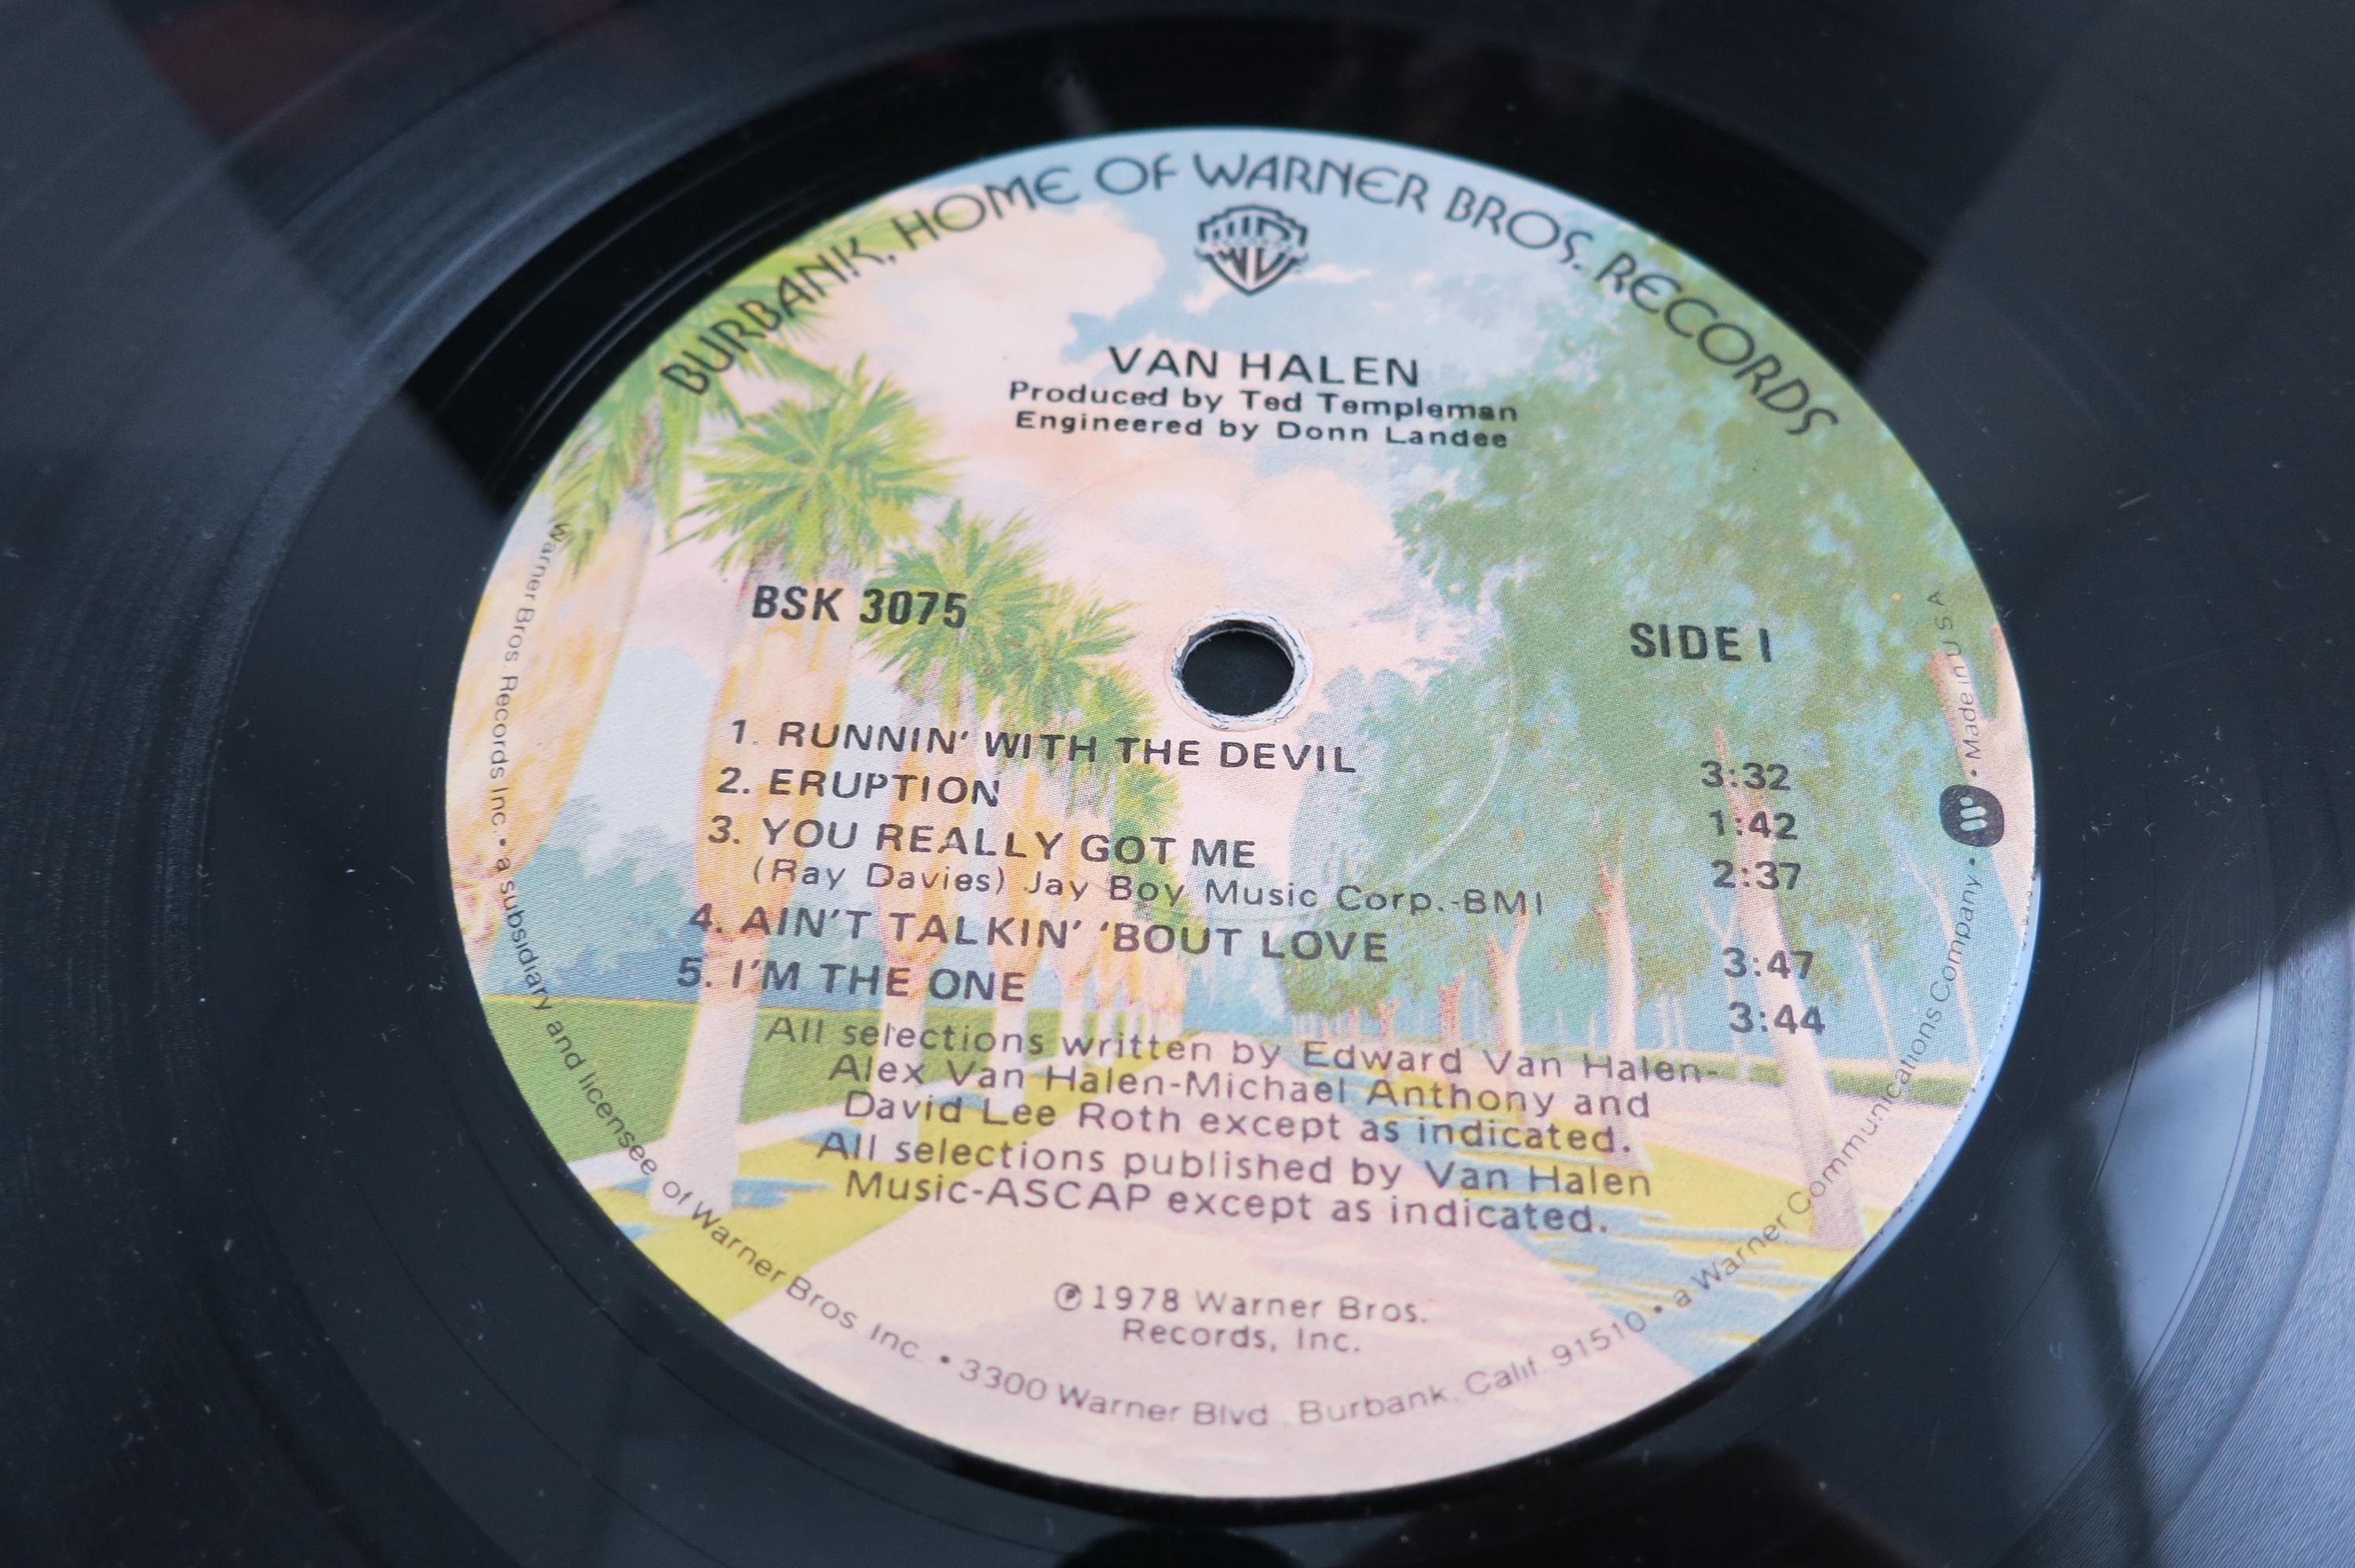 BURBANK, HOME OF WARNER BROS. RECORDS
VAN HALEN
Produced by Ted Templeman
Engineered by Donn Landee
BSK 3075
SIDE 1
1. RUNNIN' WITH THE DEVIL 3:32
2. ERUPTION 1:42
3. YOU REALLY GOT ME 2:37
(Ray Davies) Jay Boy Music Corp.-BMI
4. AIN'T TALKIN' 'BOUT LOVE 3:47
5. I'M THE ONE 3:44
All selections written by Edward Van Halen-
Alex Van Halen-Michael Anthony and
David Lee Roth except as indicated.
All selections published by Van Halen
Music-ASCAP except as indicated.
℗ 1978 Warner Bros.
Records, Inc.
Warner Bros. Records Inc. • a subsidiary and licensee of Warner Bros. Inc. • 3300 Warner Blvd., Burbank, Calif. 91510 • a Warner Communications Company • Made in U S A